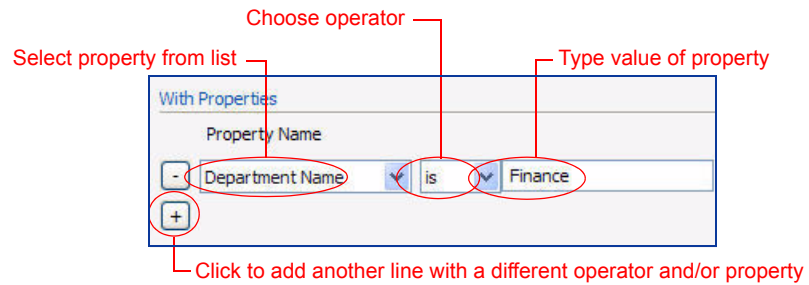 Choose operator
Select property from list
Type value of property
With Properties
Property Name
- Department Name is Finance
+
Click to add another line with a different operator and/or property